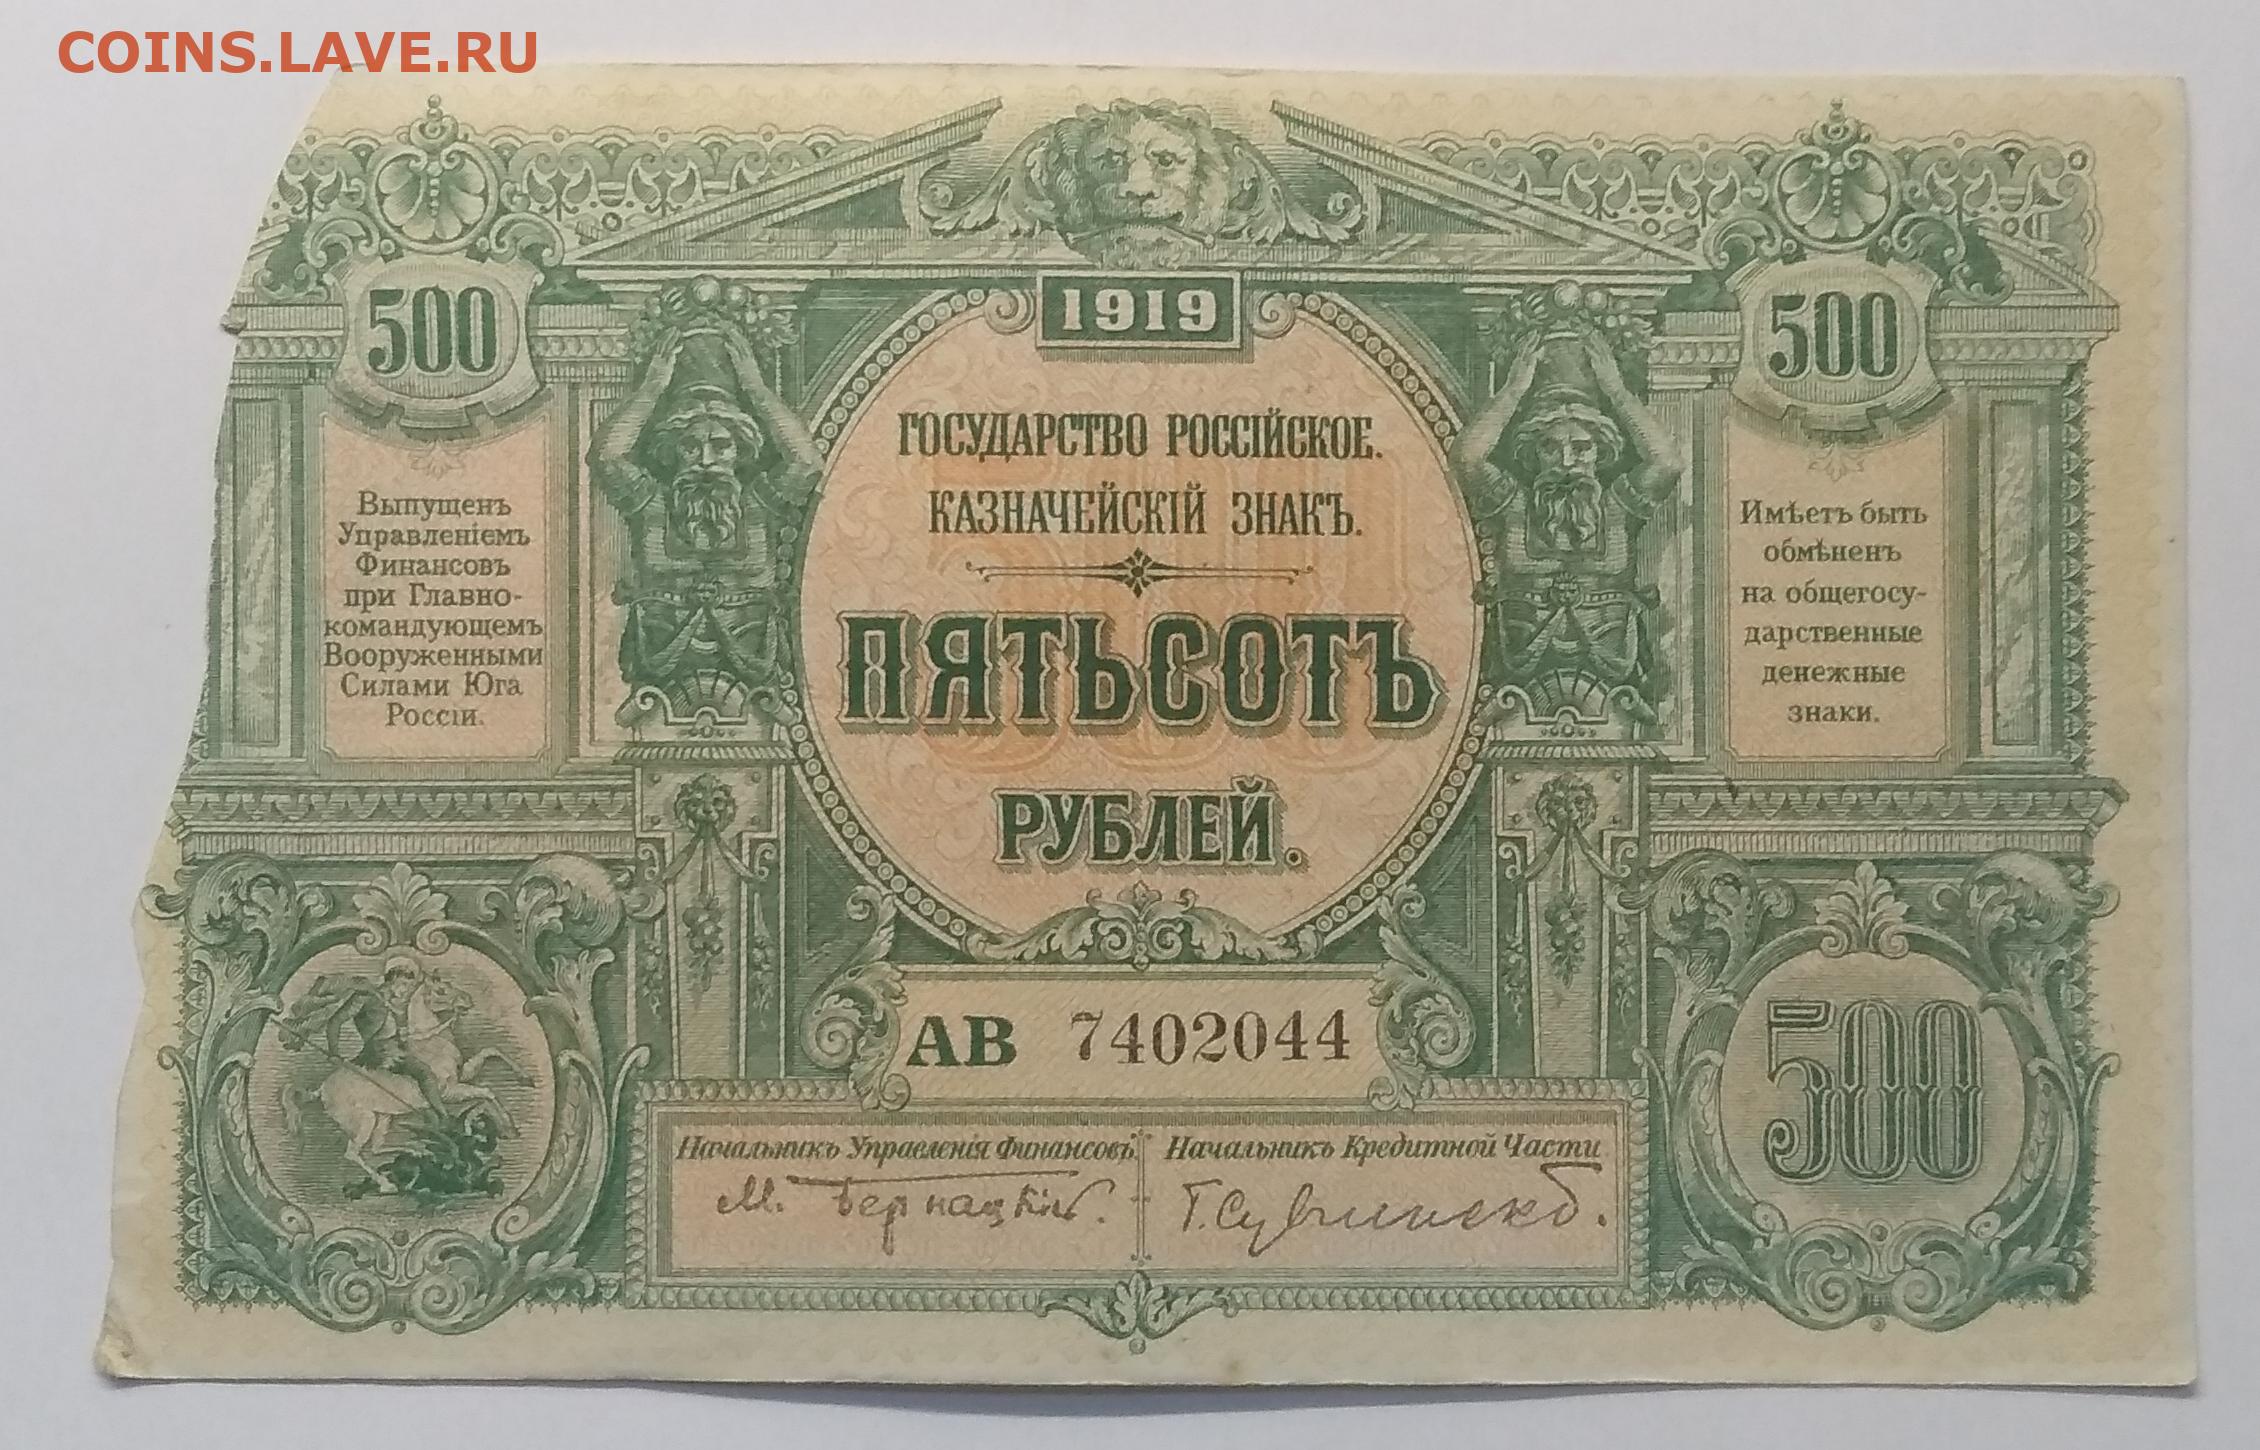 COINS.LAVE.RU
1919
500
500
ГОСУДАРСТВО РОССІЙСКОЕ.
КАЗНАЧЕЙСКІЙ ЗНАКЪ.
ПЯТЬСОТЪ
РУБЛЕЙ.
Выпущенъ
Управленіемъ
Финансовъ
при Главно-
командующемъ
Вооруженными
Силами Юга
Россіи.
Имѣетъ быть
обмѣненъ
на общегосу-
дарственные
денежные
знаки.
АВ 7402044
500
Начальникъ Управленія Финансовъ
М. Бернацкій.
Начальникъ Кредитной Части